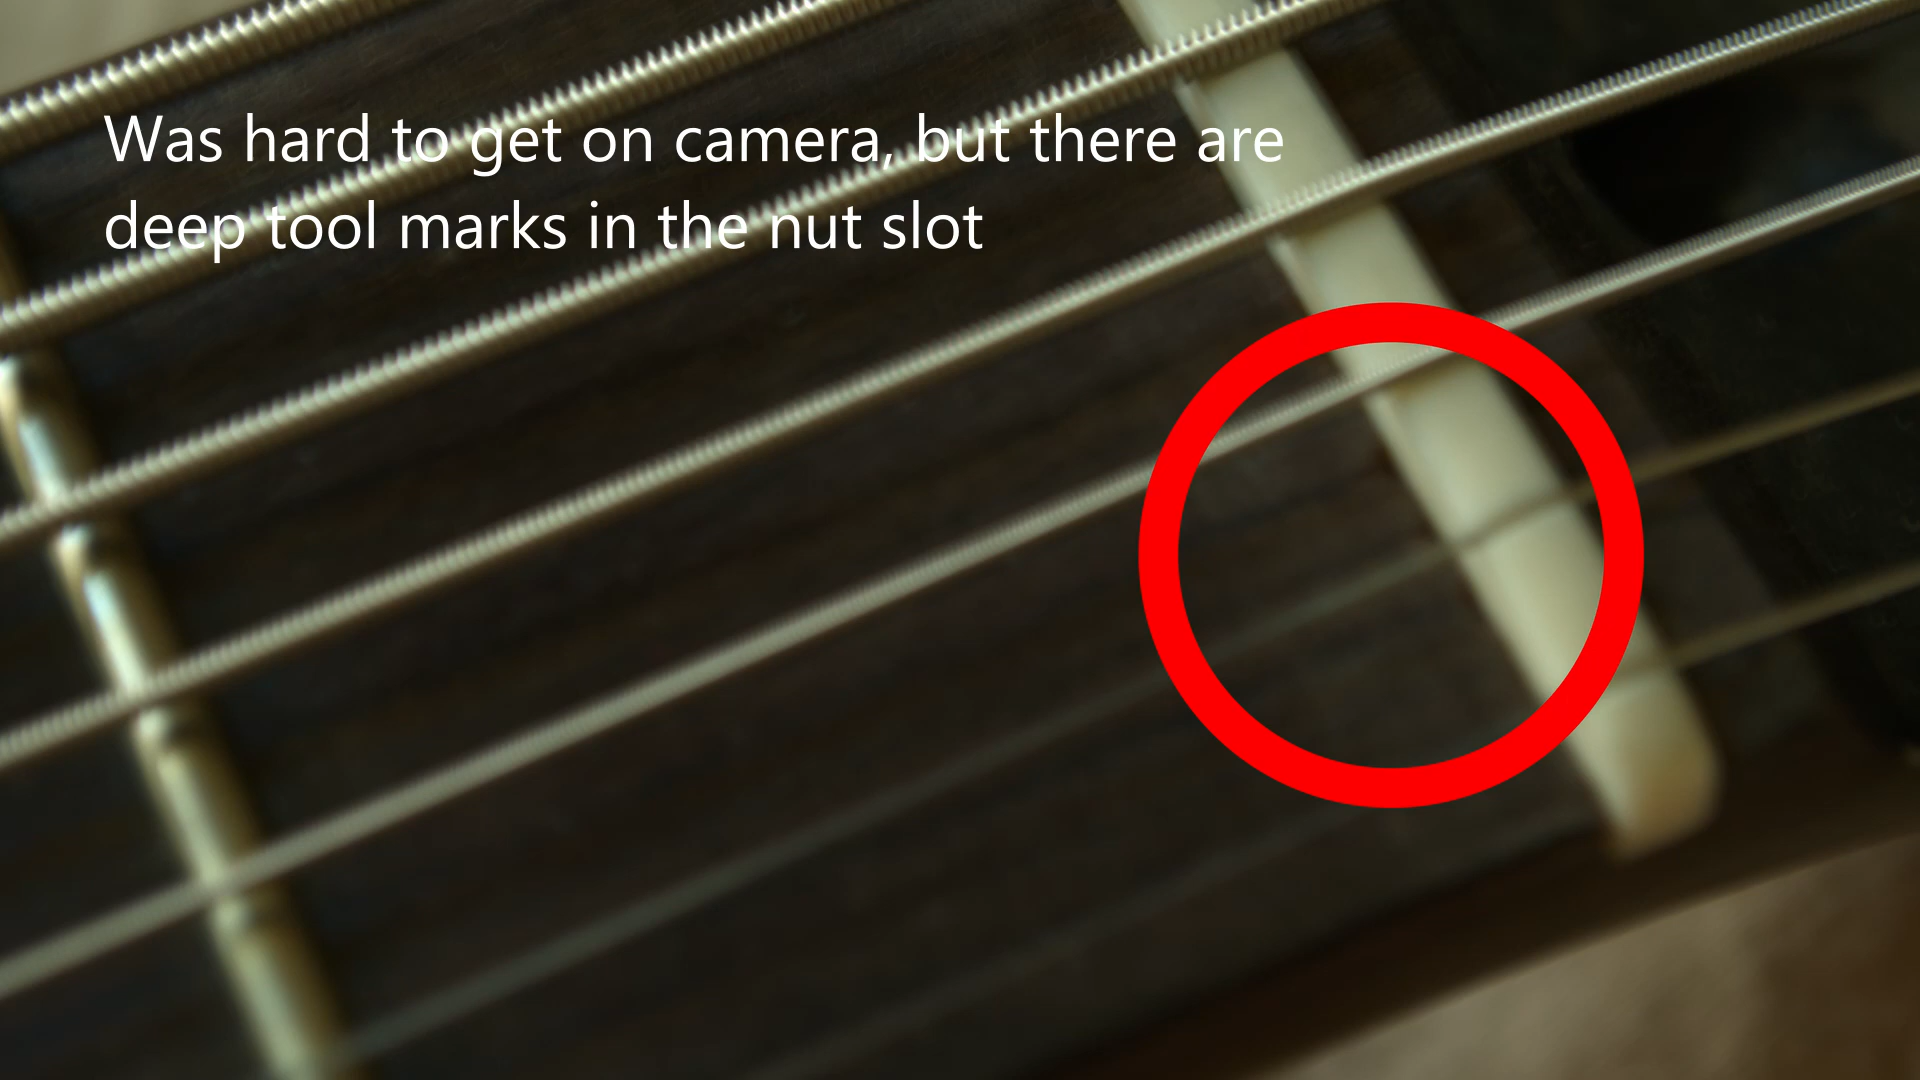 Was hard to get on camera, but there are
deep tool marks in the nut slot